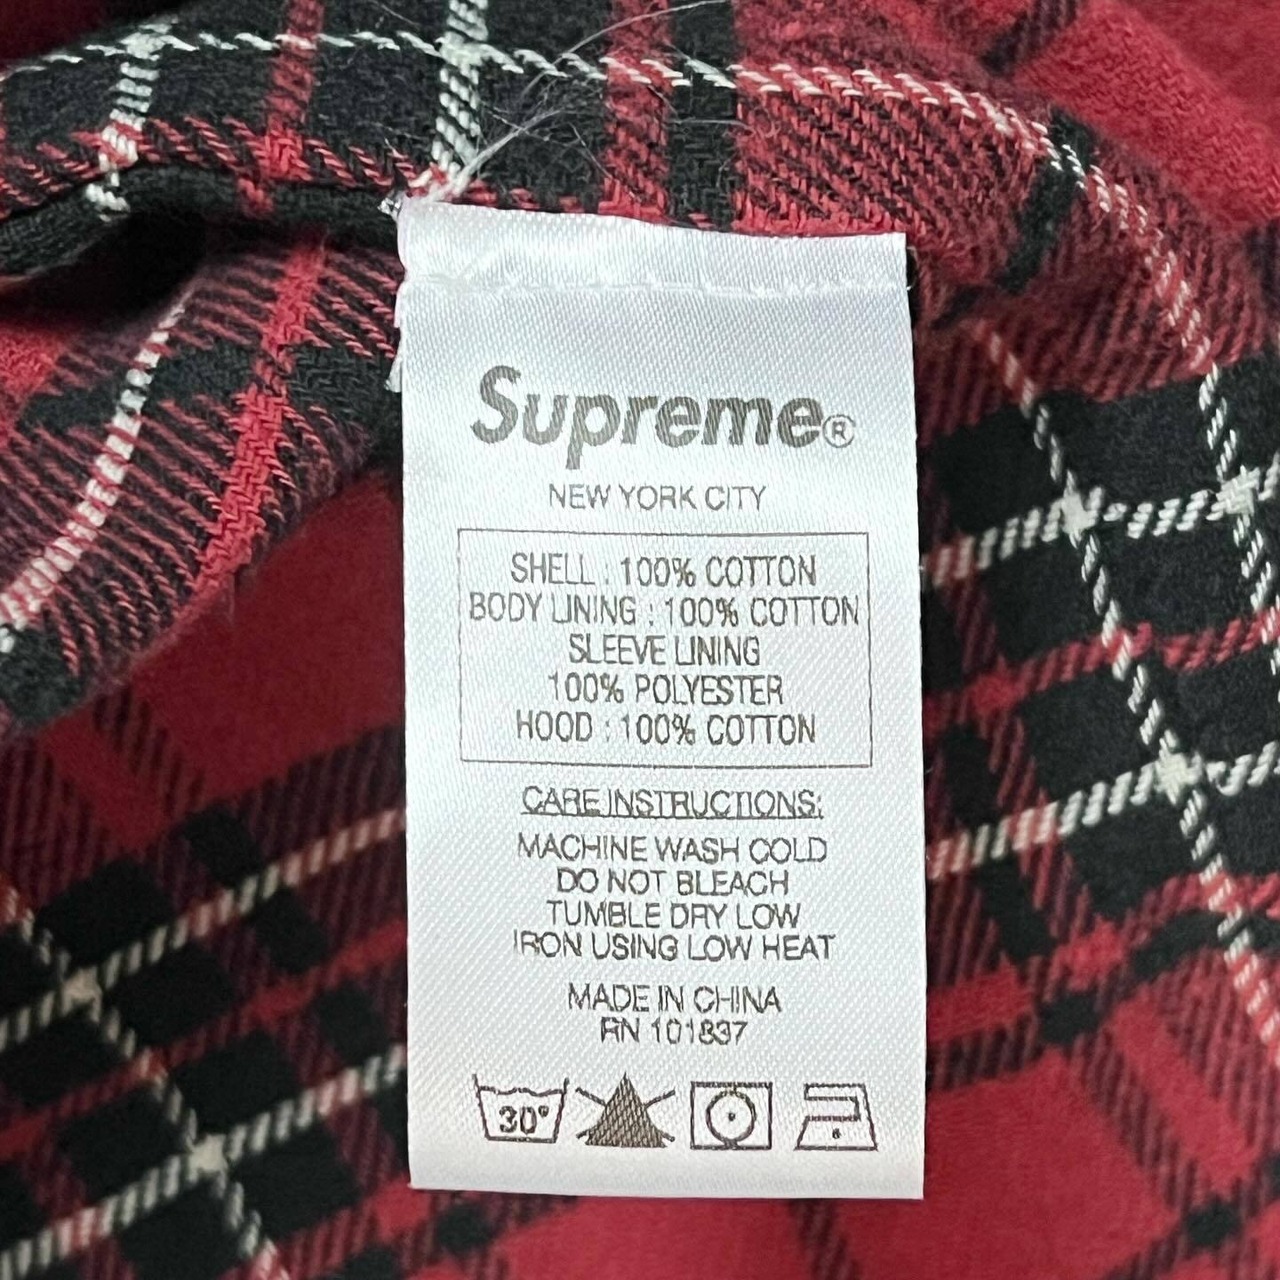 Supreme®
NEW YORK CITY
SHELL : 100% COTTON
BODY LINING : 100% COTTON
SLEEVE LINING
100% POLYESTER
HOOD : 100% COTTON
CARE INSTRUCTIONS:
MACHINE WASH COLD
DO NOT BLEACH
TUMBLE DRY LOW
IRON USING LOW HEAT
MADE IN CHINA
RN 101837
30°